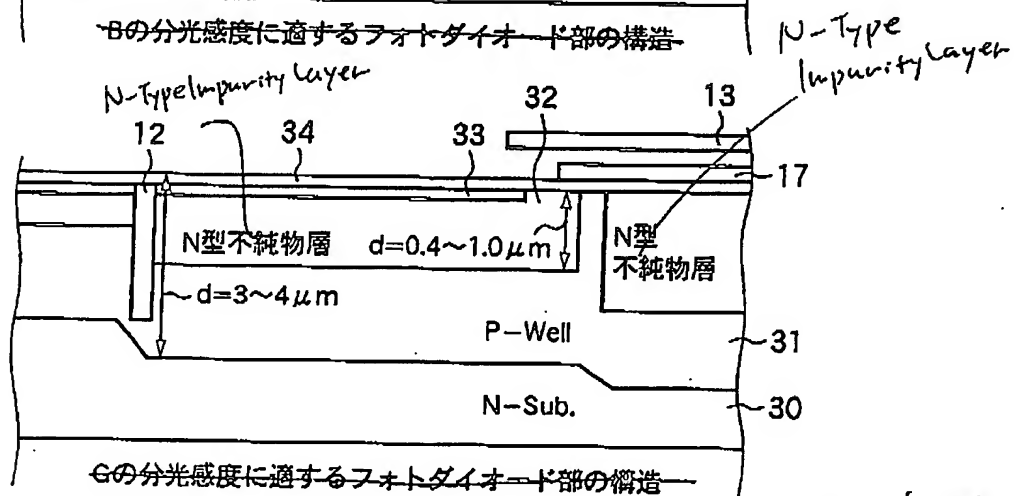 Bの分光感度に適するフォトダイオード部の構造
N-Type
Impurity Layer
N-Type Impurity Layer
32
13
12
34
33
17
N型不純物層
d=0.4~1.0μm
N型
不純物層
d=3~4μm
P-Well
31
N-Sub.
30
Gの分光感度に適するフォトダイオード部の構造